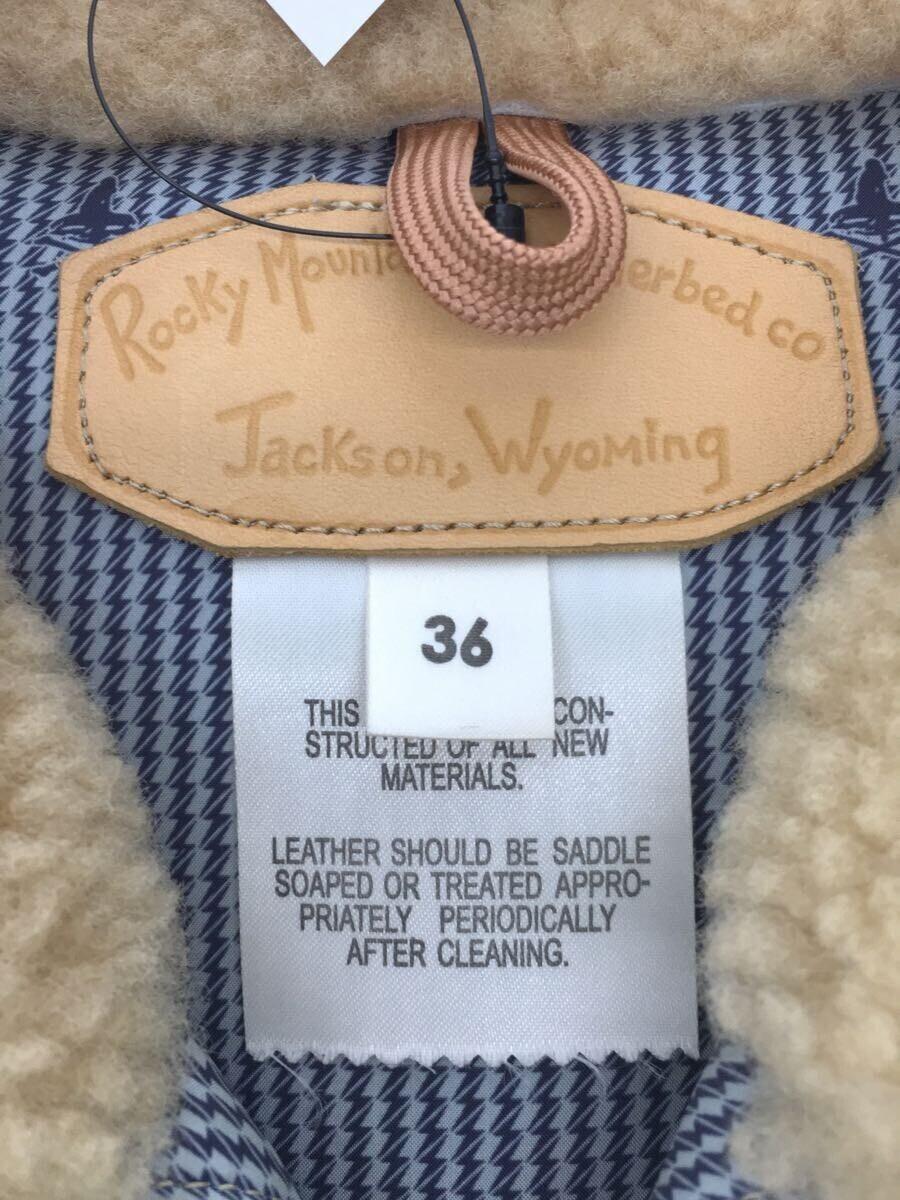 Rocky Mounta erbed co
Jackson, Wyoming
36
THIS CON-
STRUCTED OF ALL NEW
MATERIALS.
LEATHER SHOULD BE SADDLE
SOAPED OR TREATED APPRO-
PRIATELY PERIODICALLY
AFTER CLEANING.